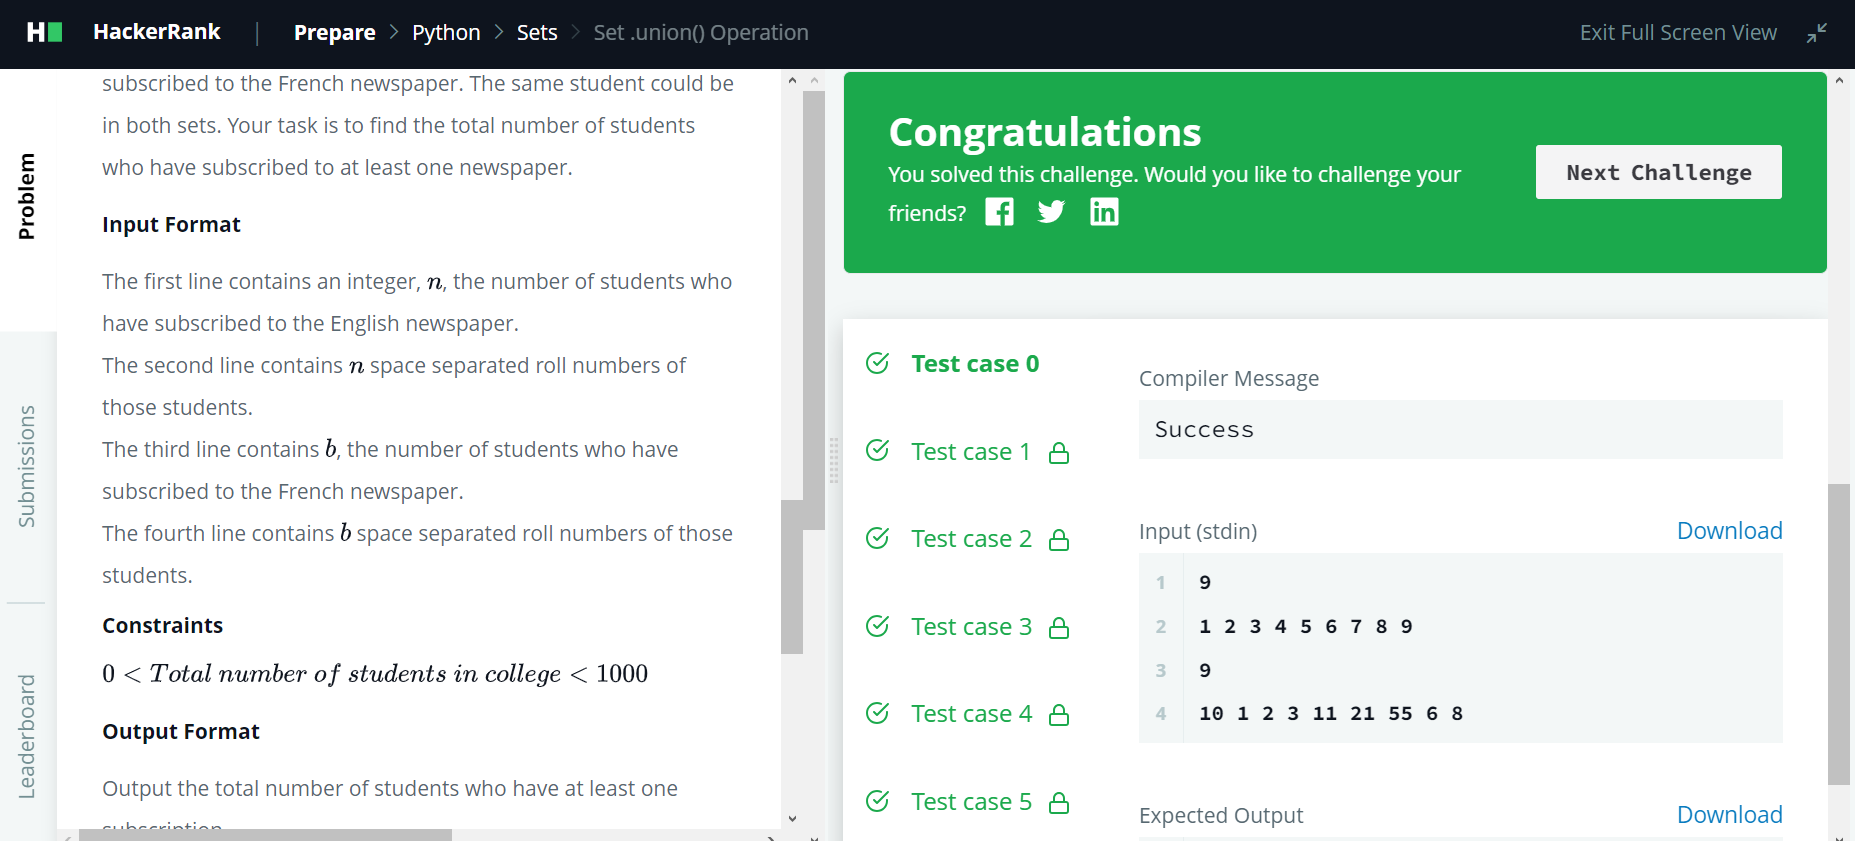 HackerRank | Prepare > Python > Sets > Set .union() Operation
Exit Full Screen View
Problem
Submissions
Leaderboard
subscribed to the French newspaper. The same student could be
in both sets. Your task is to find the total number of students
who have subscribed to at least one newspaper.
Input Format
The first line contains an integer, n, the number of students who
have subscribed to the English newspaper.
The second line contains n space separated roll numbers of
those students.
The third line contains b, the number of students who have
subscribed to the French newspaper.
The fourth line contains b space separated roll numbers of those
students.
Constraints
0 < Total number of students in college < 1000
Output Format
Output the total number of students who have at least one
subscription.
Congratulations
You solved this challenge. Would you like to challenge your
friends?
Next Challenge
Test case 0
Test case 1
Test case 2
Test case 3
Test case 4
Test case 5
Compiler Message
Success
Input (stdin)
Download
1 9
2 1 2 3 4 5 6 7 8 9
3 9
4 10 1 2 3 11 21 55 6 8
Expected Output
Download